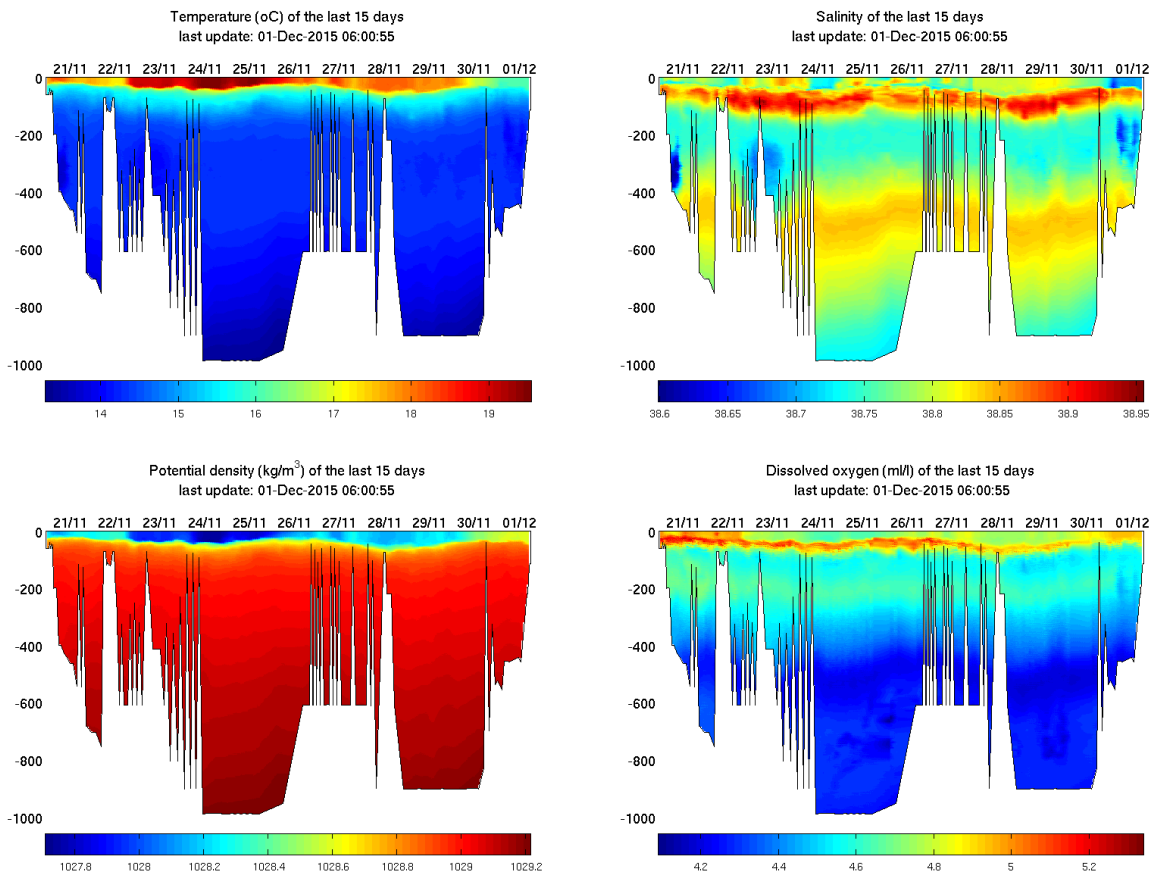 Temperature (oC) of the last 15 days
last update: 01-Dec-2015 06:00:55
21/11 22/11 23/11 24/11 25/11 26/11 27/11 28/11 29/11 30/11 01/12
0
-200
-400
-600
-800
-1000
14 15 16 17 18 19
Salinity of the last 15 days
last update: 01-Dec-2015 06:00:55
21/11 22/11 23/11 24/11 25/11 26/11 27/11 28/11 29/11 30/11 01/12
0
-200
-400
-600
-800
-1000
38.6 38.65 38.7 38.75 38.8 38.85 38.9 38.95
Potential density (kg/m³) of the last 15 days
last update: 01-Dec-2015 06:00:55
21/11 22/11 23/11 24/11 25/11 26/11 27/11 28/11 29/11 30/11 01/12
0
-200
-400
-600
-800
-1000
1027.8 1028 1028.2 1028.4 1028.6 1028.8 1029 1029.2
Dissolved oxygen (ml/l) of the last 15 days
last update: 01-Dec-2015 06:00:55
21/11 22/11 23/11 24/11 25/11 26/11 27/11 28/11 29/11 30/11 01/12
0
-200
-400
-600
-800
-1000
4.2 4.4 4.6 4.8 5 5.2